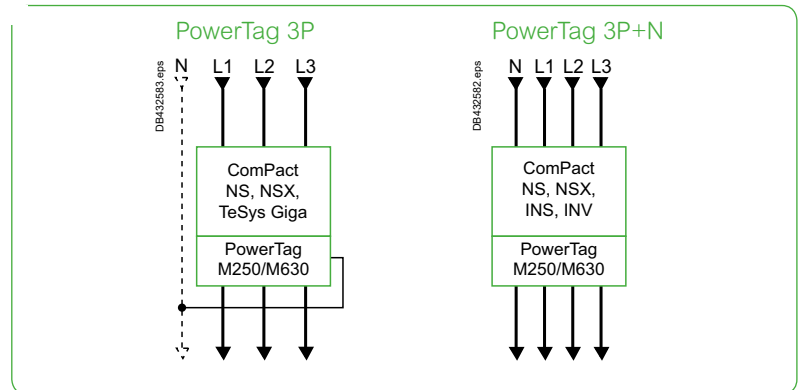 PowerTag 3P
DB432583.eps
N L1 L2 L3
ComPact
NS, NSX,
TeSys Giga
PowerTag
M250/M630
PowerTag 3P+N
DB432582.eps
N L1 L2 L3
ComPact
NS, NSX,
INS, INV
PowerTag
M250/M630